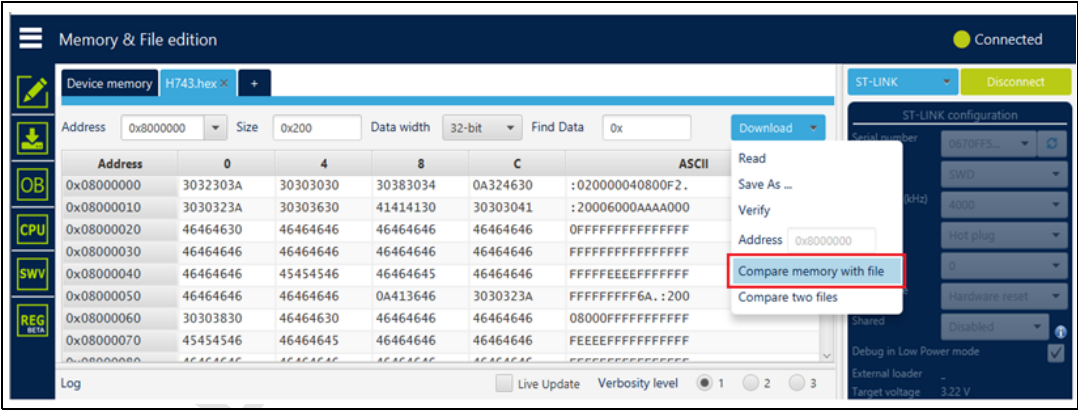 Memory & File edition
Connected
Device memory H743.hex × +
ST-LINK
Disconnect
Address 0x8000000 Size 0x200 Data width 32-bit Find Data 0x Download
ST-LINK configuration
Serial number 0670FF5...
Address 0 4 8 C ASCII
Read
0x08000000 3032303A 30303030 30383034 0A324630 :020000040800F2.
Save As ...
SWD
0x08000010 3030323A 30303630 41414130 30303041 :20006000AAAA000
Verify
(kHz) 4000
0x08000020 46464630 46464646 46464646 46464646 0FFFFFFFFFFFFFFF
Address 0x8000000
Hot plug
0x08000030 46464646 46464646 46464646 46464646 FFFFFFFFFFFFFFFF
OB
CPU
SWV
REG
BETA
0x08000040 46464646 45454546 46464645 46464646 FFFFFEEEEFFFFFFF
Compare memory with file
0
0x08000050 46464646 46464646 0A413646 3030323A FFFFFFFFF6A.:200
Compare two files
Hardware reset
0x08000060 30303830 46464630 46464646 46464646 08000FFFFFFFFFFF
Shared Disabled
0x08000070 45454546 46464645 46464646 46464646 FEEEEFFFFFFFFFFF
Debug in Low Power mode
Log
Live Update Verbosity level 1 2 3
External loader _
Target voltage 3.22 V